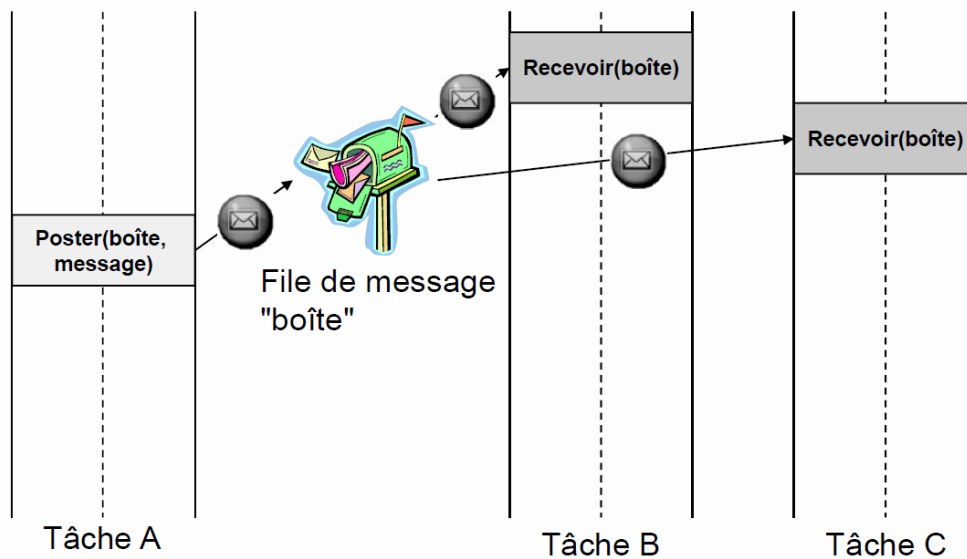 Recevoir(boîte)
Recevoir(boîte)
Poster(boîte,
message)
File de message
"boîte"
Tâche A
Tâche B
Tâche C